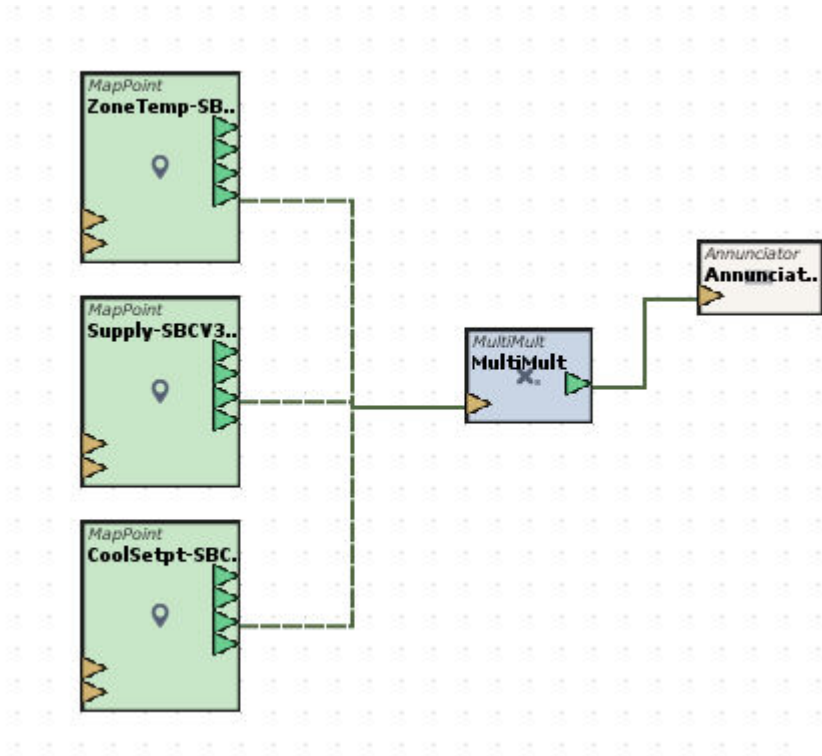 MapPoint
ZoneTemp-SB..
MapPoint
Supply-SBCV3..
MapPoint
CoolSetpt-SBC.
MultiMult
MultiMult
Annunciator
Annunciat..